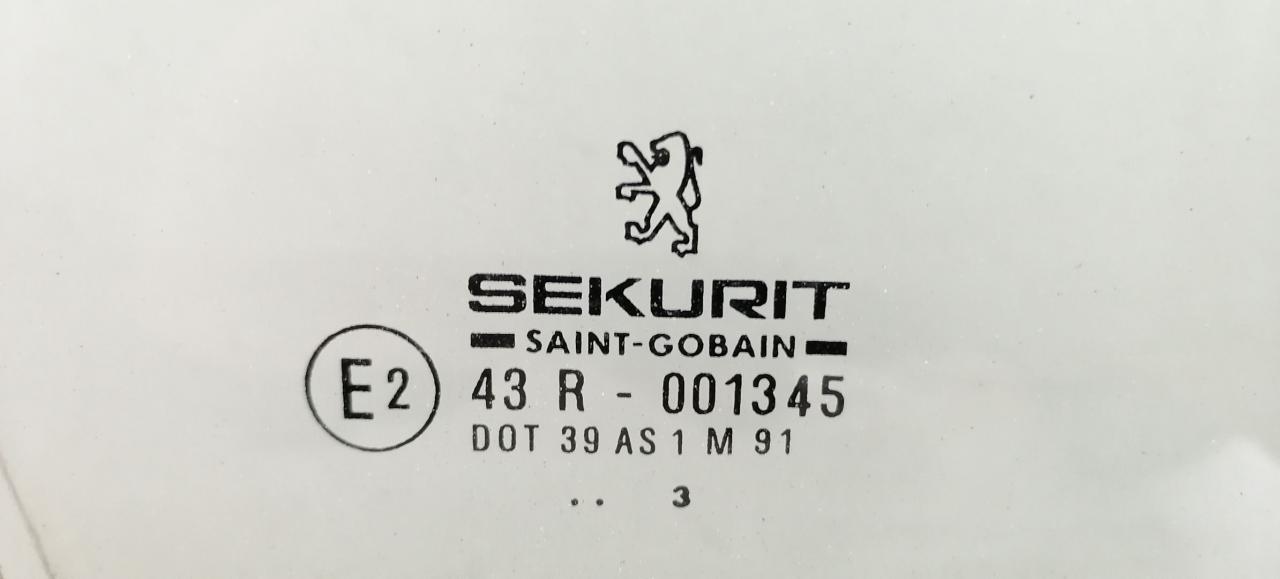 SEKURIT
SAINT-GOBAIN
E2 43 R - 001345
DOT 39 AS 1 M 91
.. 3